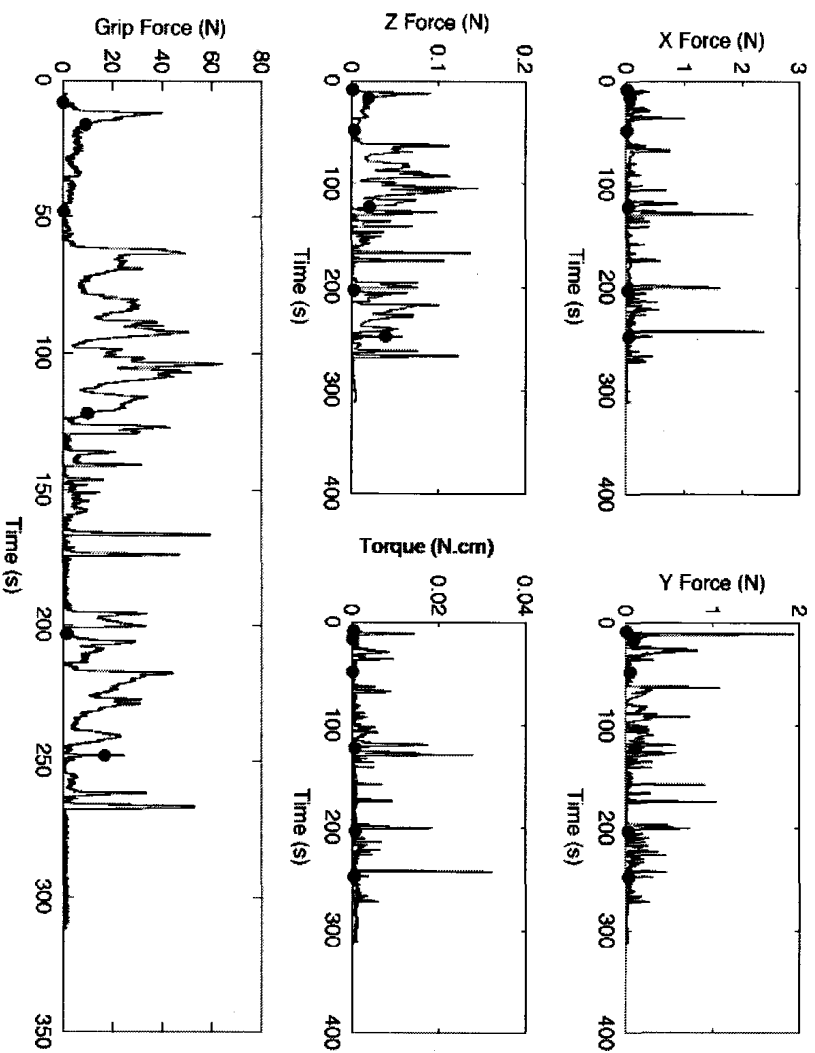 X Force (N)
3
2
1
0
0 100 200 300 400
Time (s)
Y Force (N)
2
1
0
0 100 200 300 400
Time (s)
Z Force (N)
0.2
0.1
0
0 100 200 300 400
Time (s)
Torque (N.cm)
0.04
0.02
0
0 100 200 300 400
Time (s)
Grip Force (N)
80
60
40
20
0
0 50 100 150 200 250 300 350
Time (s)